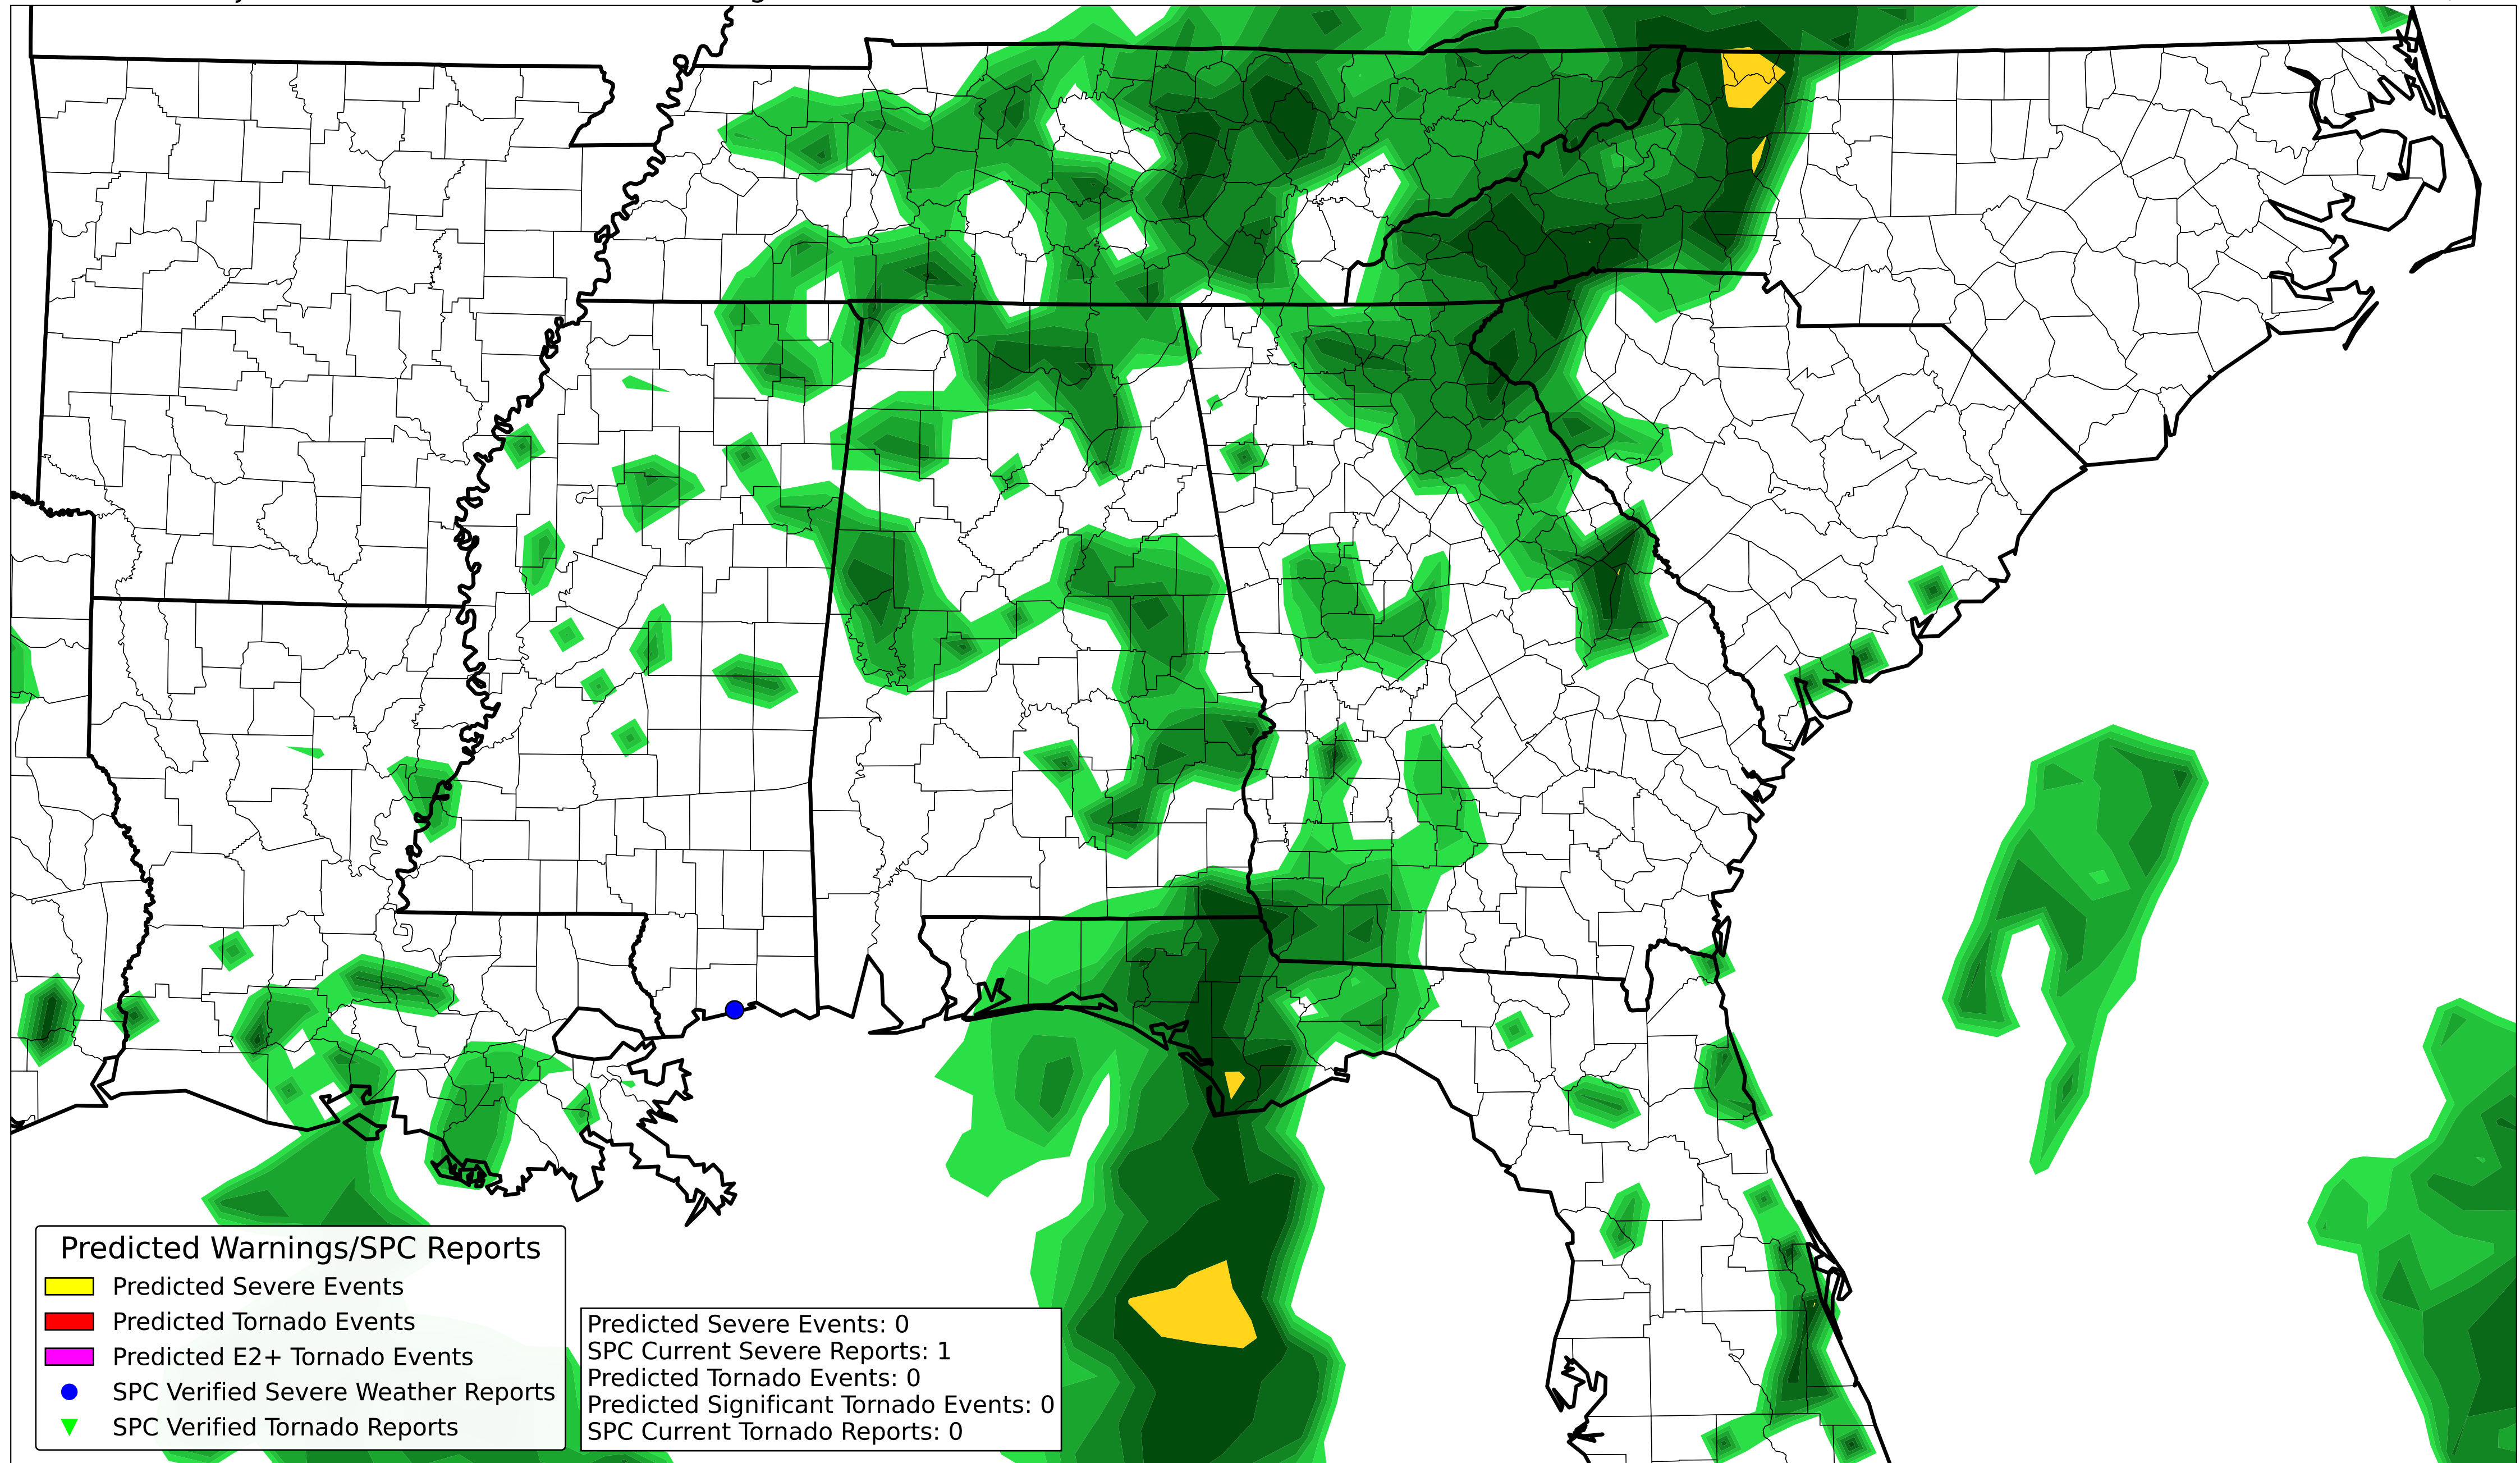 Predicted Warnings/SPC Reports
Predicted Severe Events
Predicted Tornado Events
Predicted E2+ Tornado Events
SPC Verified Severe Weather Reports
SPC Verified Tornado Reports
Predicted Severe Events: 0
SPC Current Severe Reports: 1
Predicted Tornado Events: 0
Predicted Significant Tornado Events: 0
SPC Current Tornado Reports: 0